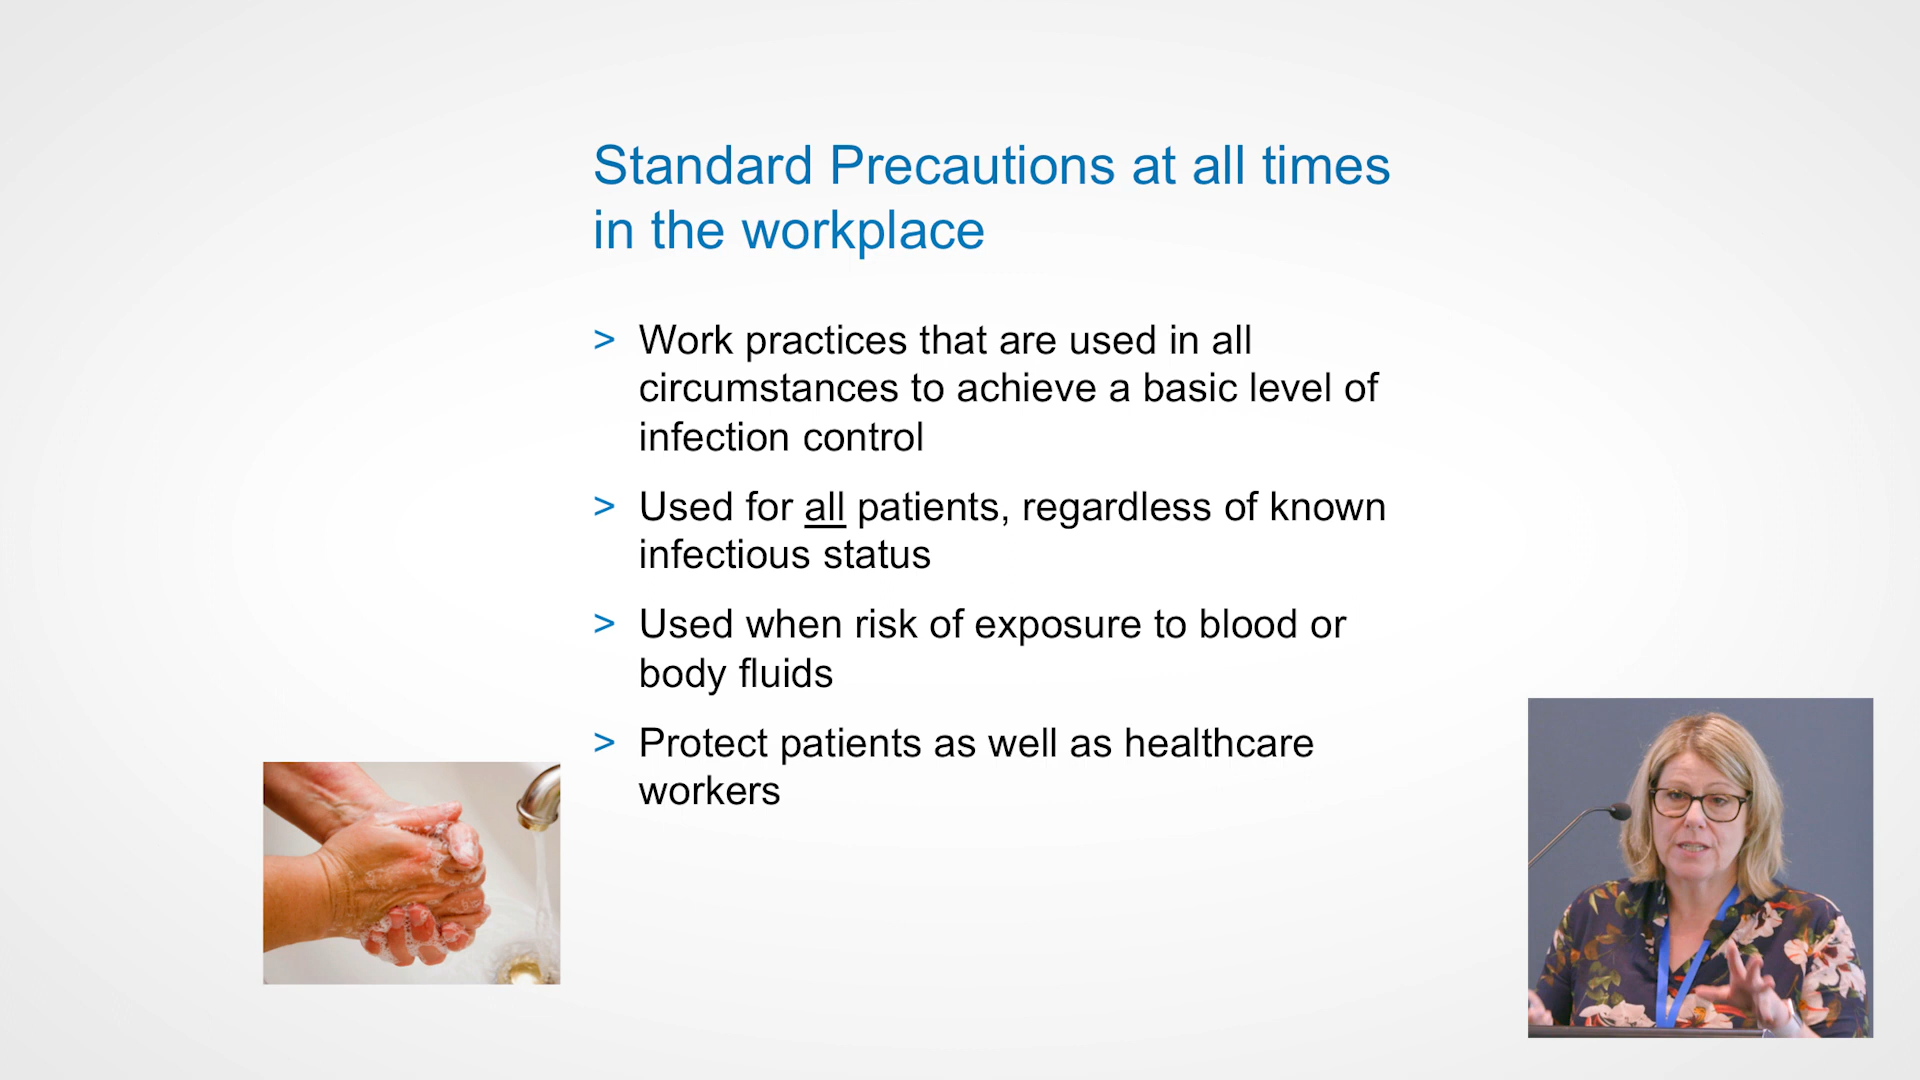 Standard Precautions at all times
in the workplace
> Work practices that are used in all
circumstances to achieve a basic level of
infection control
> Used for all patients, regardless of known
infectious status
> Used when risk of exposure to blood or
body fluids
> Protect patients as well as healthcare
workers